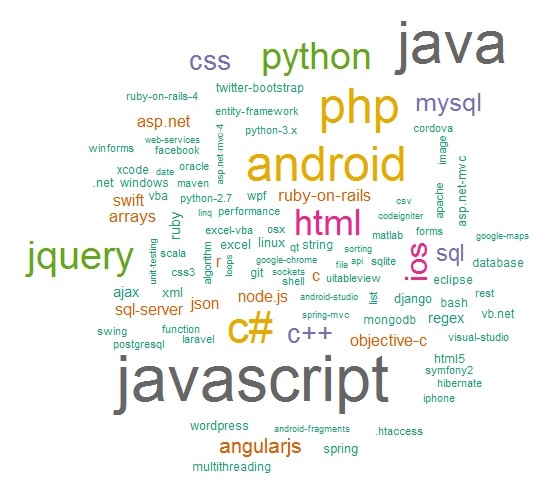 java
css
python
ruby-on-rails-4
twitter-bootstrap
php
mysql
asp.net
entity-framework
web-services
facebook
asp.net-mvc-4
python-3.x
cordova
image
winforms
android
asp.net-mvc
xcode
date
oracle
.net
windows
maven
swift
vba
python-2.7
wpf
ruby-on-rails
csv
apache
arrays
ruby
linq
performance
html
codeigniter
excel-vba
osx
matlab
forms
google-maps
jquery
unit-testing
scala
algorithm
excel
linux
qt
string
sorting
ios
sql
r
loops
google-chrome
file
api
sqlite
database
css3
git
sockets
shell
c
uitableview
eclipse
ajax
xml
json
node.js
android-studio
list
django
bash
rest
sql-server
c#
spring-mvc
mongodb
regex
vb.net
swing
function
laravel
c++
objective-c
visual-studio
postgresql
javascript
html5
symfony2
hibernate
iphone
wordpress
android-fragments
.htaccess
angularjs
spring
multithreading